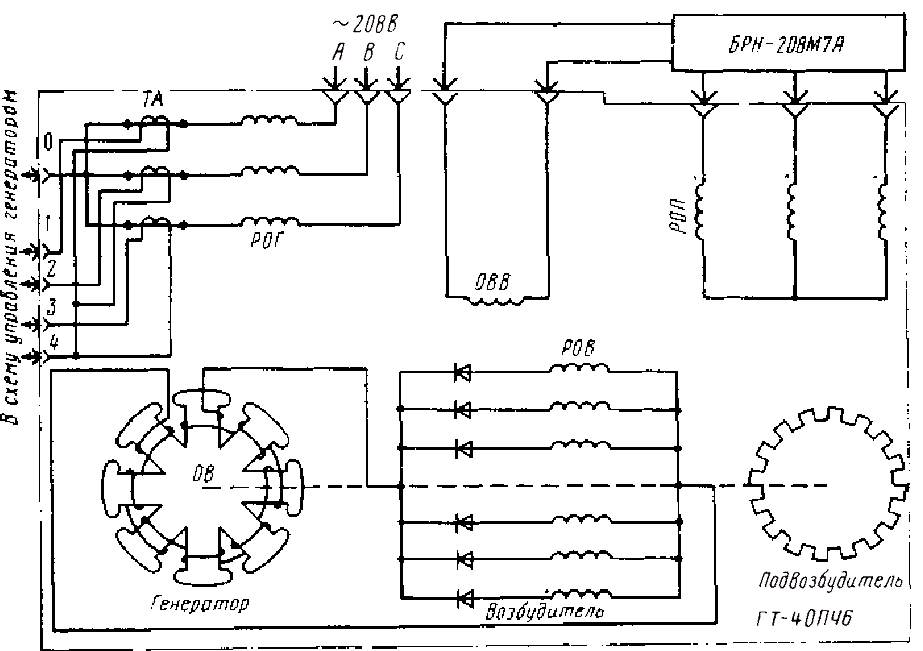 ~208В
А В С
БРН-208М7А
ТА
В схему управления генератором
0
1
2
3
4
РОГ
ОВВ
РОП
РОВ
ОВ
Генератор
Возбудитель
Подвозбудитель
ГТ-40ПЧ6